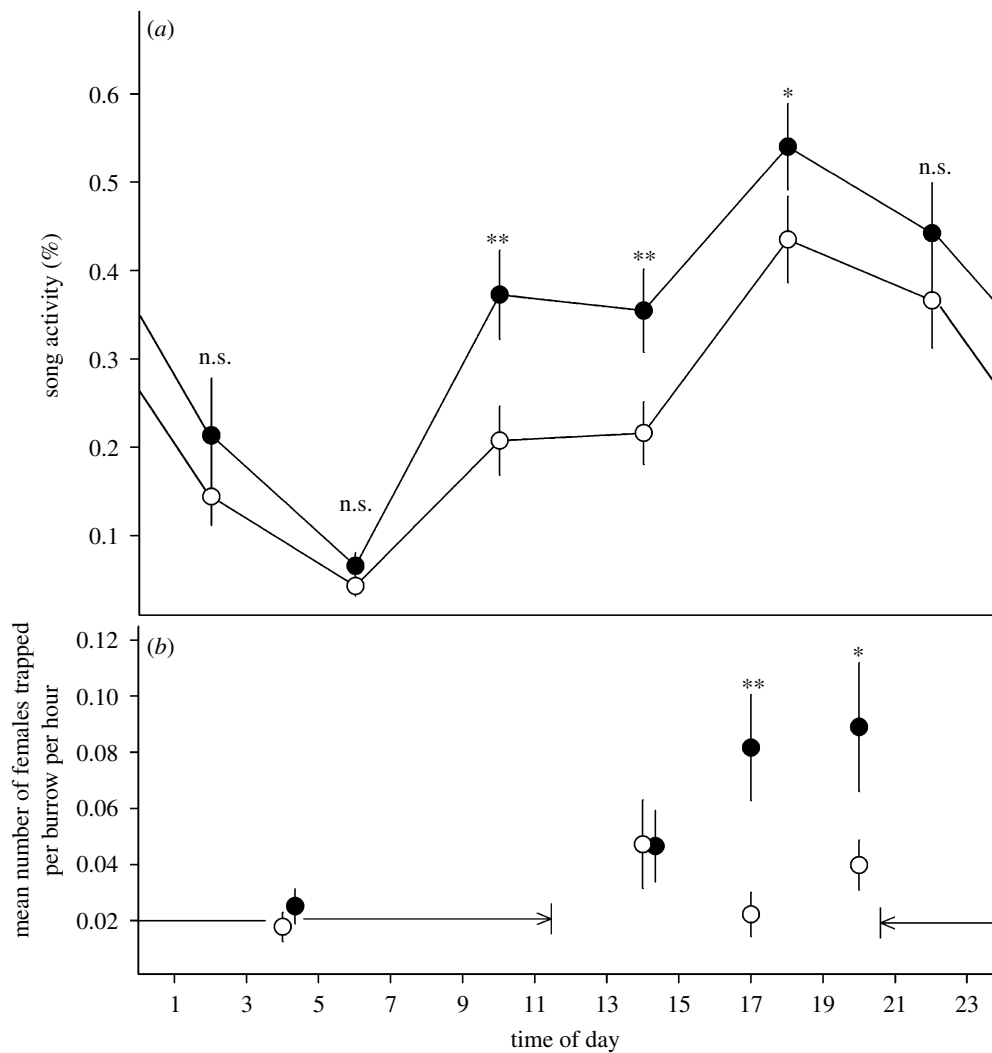 (a)
0.6
0.5
0.4
0.3
0.2
0.1
song activity (%)
n.s.
n.s.
**
**
*
n.s.
(b)
0.12
0.10
0.08
0.06
0.04
0.02
mean number of females trapped
per burrow per hour
**
*
1 3 5 7 9 11 13 15 17 19 21 23
time of day